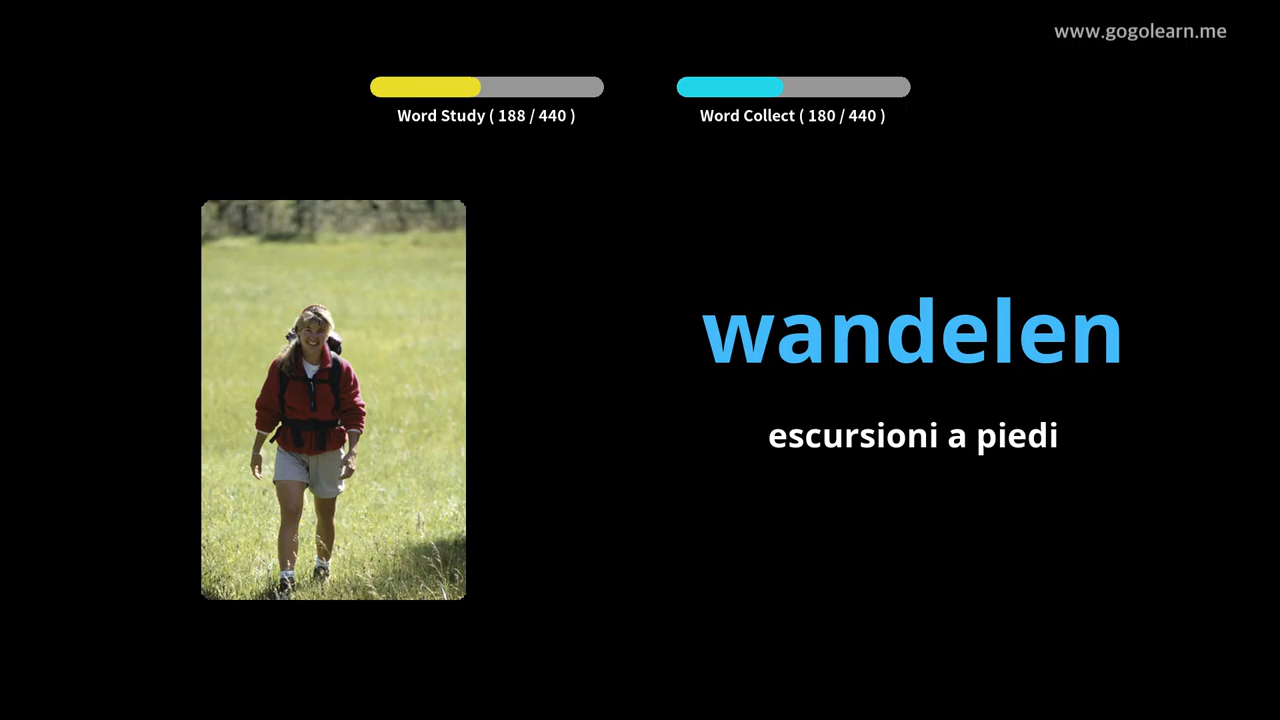 www.gogolearn.me
Word Study ( 188 / 440 )
Word Collect ( 180 / 440 )
wandelen
escursioni a piedi